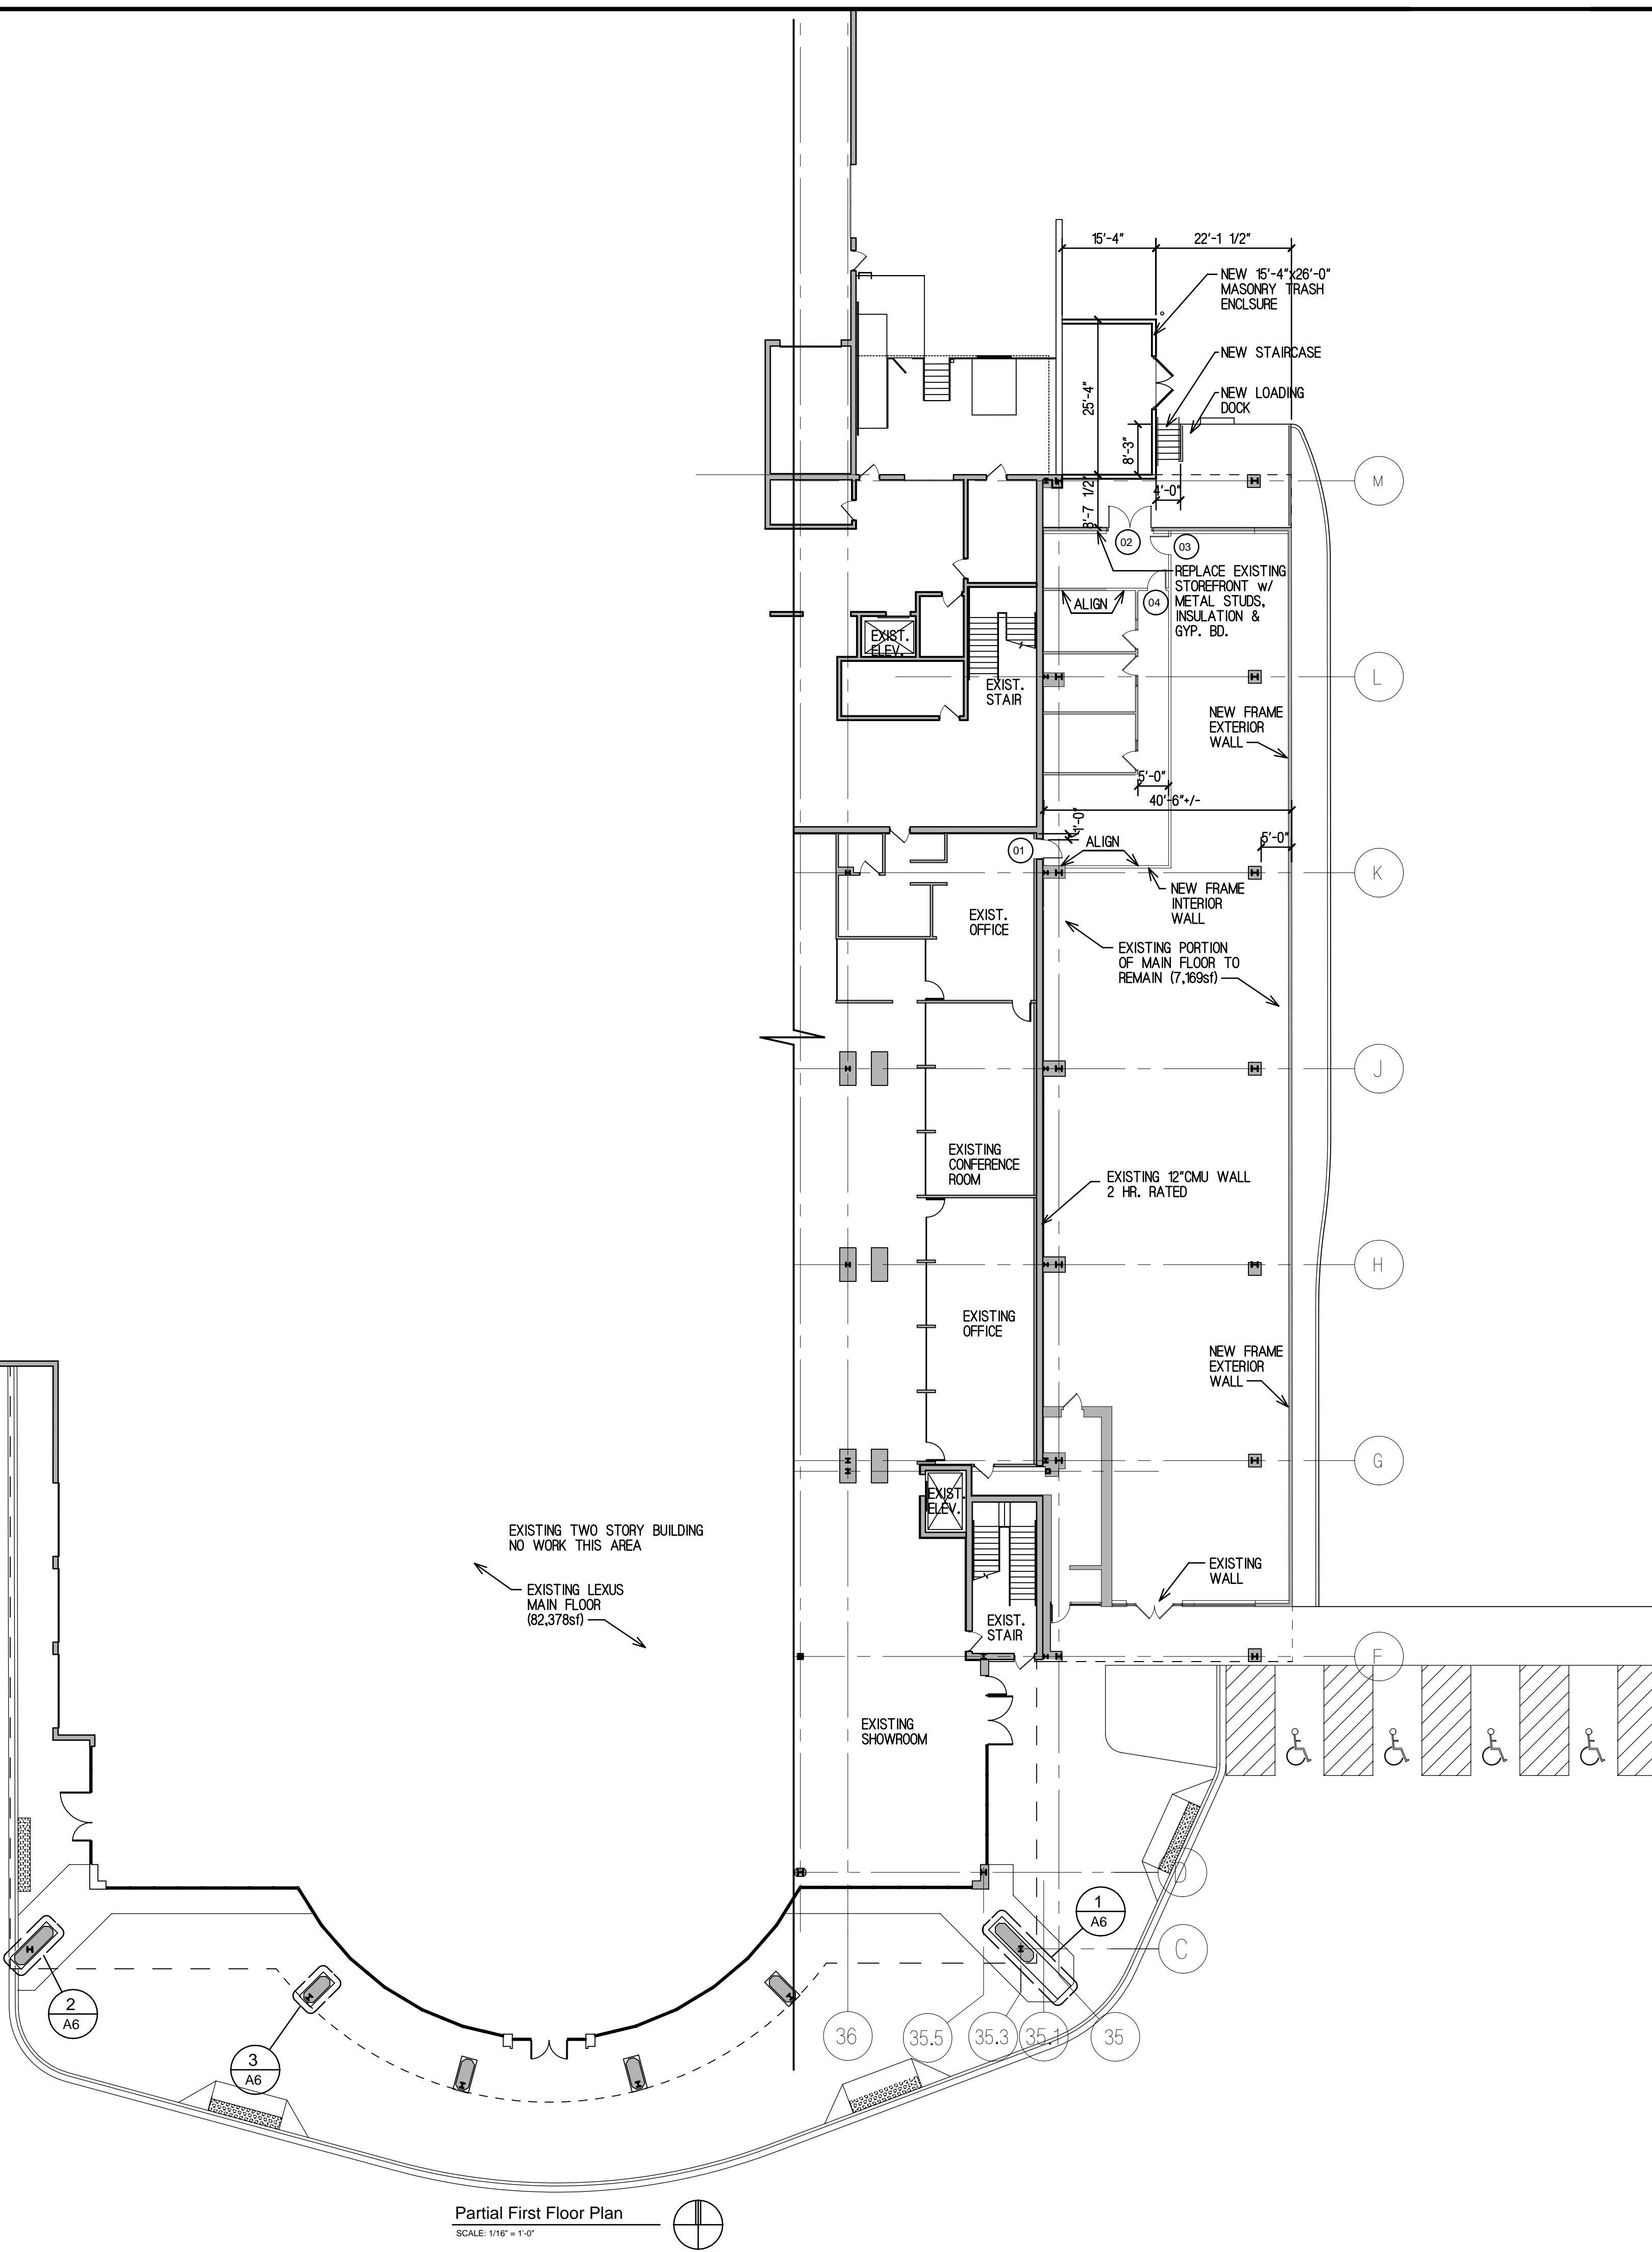 15'-4"
22'-1 1/2"
NEW 15'-4"x26'-0"
MASONRY TRASH
ENCLSURE
NEW STAIRCASE
NEW LOADING
DOCK
25'-4"
8'-3"
4'-0"
8'-7 1/2"
M
02
03
REPLACE EXISTING
STOREFRONT w/
METAL STUDS,
INSULATION &
GYP. BD.
ALIGN
04
EXIST.
ELEV.
EXIST.
STAIR
L
NEW FRAME
EXTERIOR
WALL
5'-0"
40'-6"+/-
1'-0"
5'-0"
01
ALIGN
K
NEW FRAME
INTERIOR
WALL
EXIST.
OFFICE
EXISTING PORTION
OF MAIN FLOOR TO
REMAIN (7,169sf)
J
EXISTING
CONFERENCE
ROOM
EXISTING 12"CMU WALL
2 HR. RATED
H
EXISTING
OFFICE
NEW FRAME
EXTERIOR
WALL
G
EXIST.
ELEV.
EXISTING TWO STORY BUILDING
NO WORK THIS AREA
EXISTING LEXUS
MAIN FLOOR
(82,378sf)
EXISTING
WALL
EXIST.
STAIR
F
EXISTING
SHOWROOM
D
1
A6
C
2
A6
3
A6
36
35.5
35.3
35.1
35
Partial First Floor Plan
SCALE: 1/16" = 1'-0"